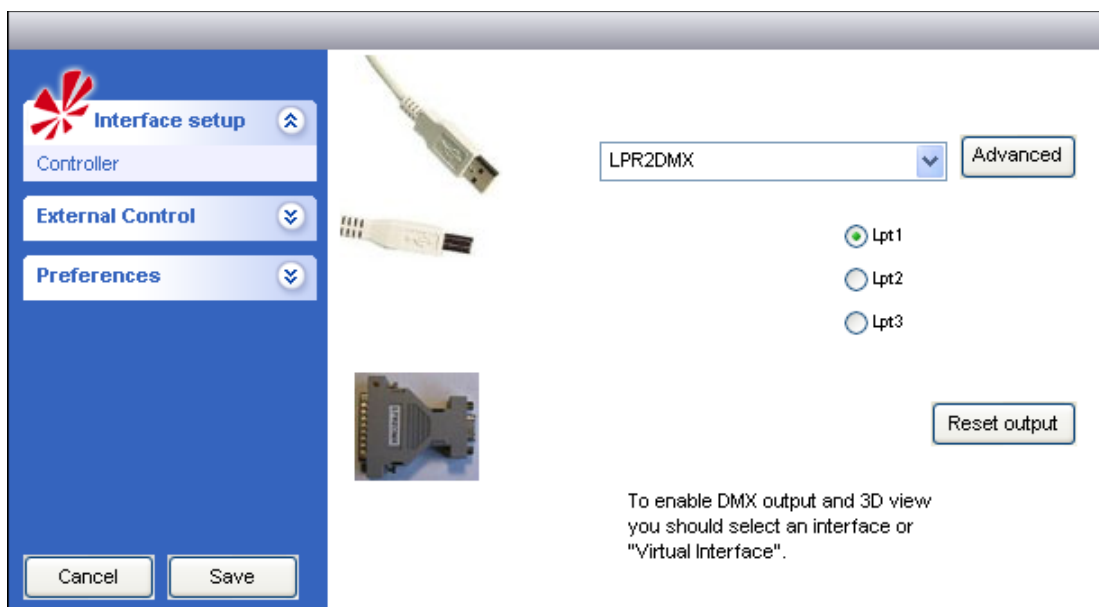 Interface setup
Controller
External Control
Preferences
Cancel
Save
LPR2DMX
Advanced
Lpt1
Lpt2
Lpt3
Reset output
To enable DMX output and 3D view
you should select an interface or
"Virtual Interface".
LPR2DMX